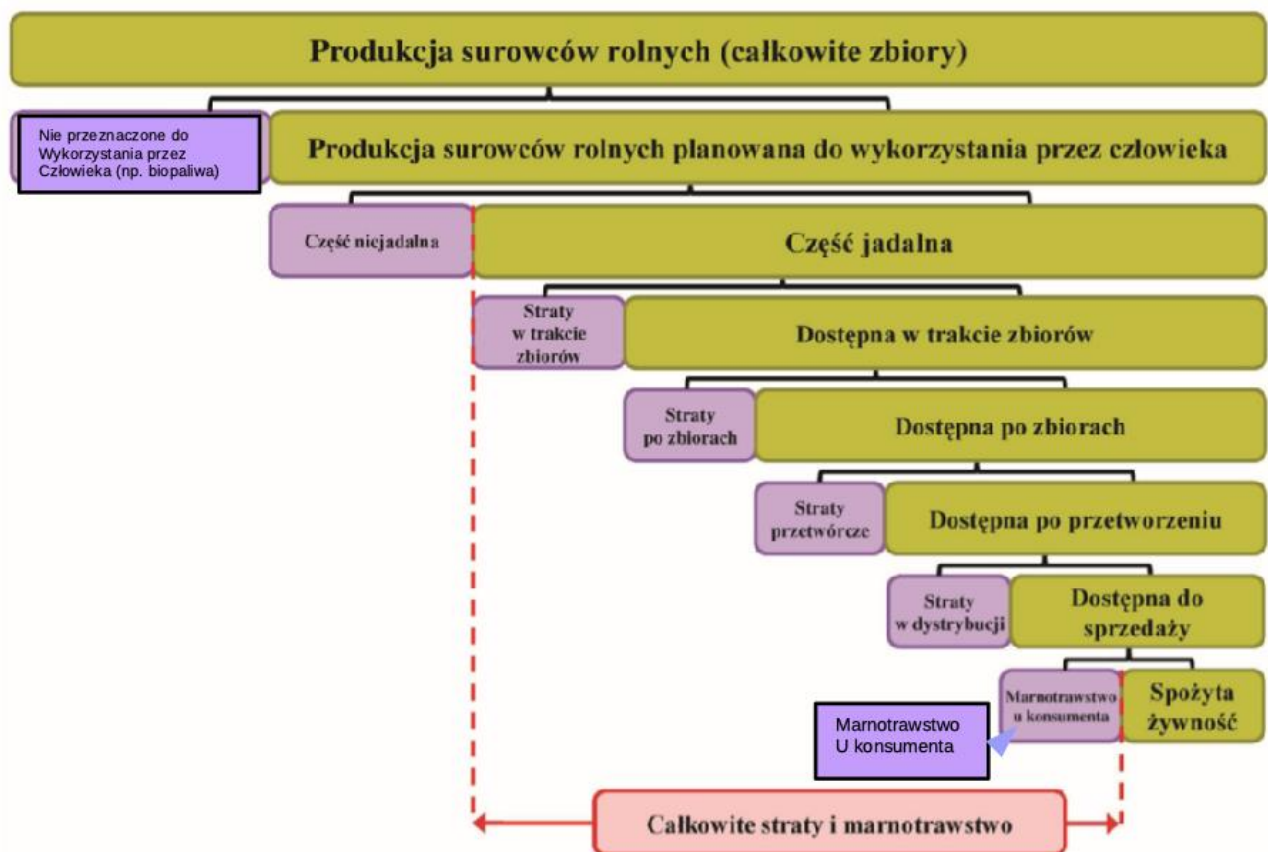 Produkcja surowców rolnych (całkowite zbiory)
Nie przeznaczone do
Wykorzystania przez
Człowieka (np. biopaliwa)
Produkcja surowców rolnych planowana do wykorzystania przez człowieka
Część niejadalna
Część jadalna
Straty
w trakcie
zbiorów
Dostępna w trakcie zbiorów
Straty
po zbiorach
Dostępna po zbiorach
Straty
przetwórcze
Dostępna po przetworzeniu
Straty
w dystrybucji
Dostępna do
sprzedaży
Marnotrawstwo
u konsumenta
Spożyta
żywność
Marnotrawstwo
U konsumenta
Całkowite straty i marnotrawstwo